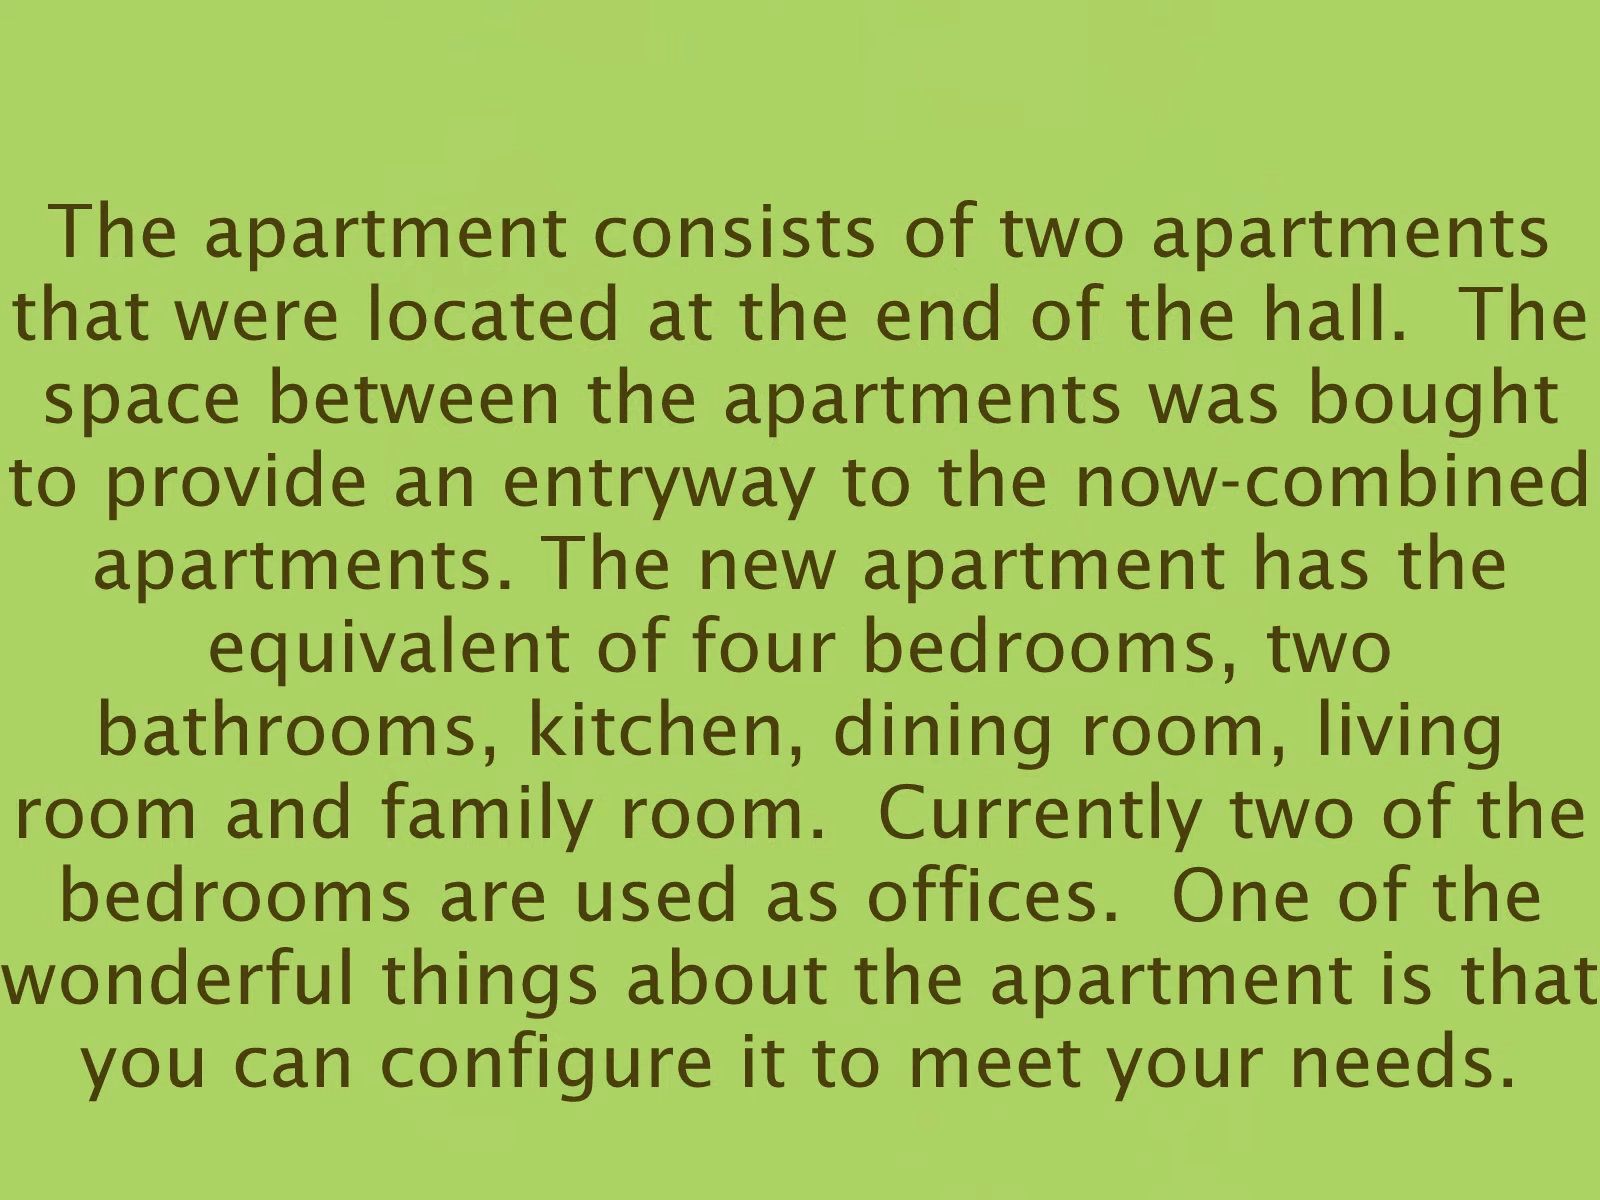 The apartment consists of two apartments
that were located at the end of the hall.  The
space between the apartments was bought
to provide an entryway to the now-combined
apartments. The new apartment has the
equivalent of four bedrooms, two
bathrooms, kitchen, dining room, living
room and family room.  Currently two of the
bedrooms are used as offices.  One of the
wonderful things about the apartment is that
you can configure it to meet your needs.